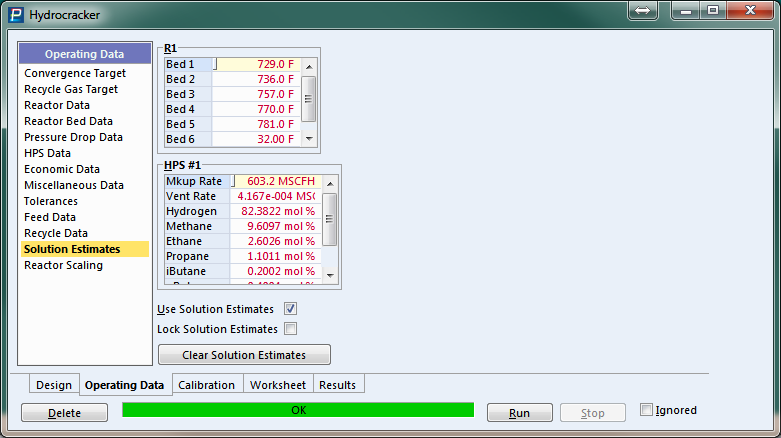 Hydrocracker
Operating Data
Convergence Target
Recycle Gas Target
Reactor Data
Reactor Bed Data
Pressure Drop Data
HPS Data
Economic Data
Miscellaneous Data
Tolerances
Feed Data
Recycle Data
Solution Estimates
Reactor Scaling
R1
Bed 1 729.0 F
Bed 2 736.0 F
Bed 3 757.0 F
Bed 4 770.0 F
Bed 5 781.0 F
Bed 6 32.00 F
HPS #1
Mkup Rate 603.2 MSCFH
Vent Rate 4.167e-004 MSC
Hydrogen 82.3822 mol %
Methane 9.6097 mol %
Ethane 2.6026 mol %
Propane 1.1011 mol %
iButane 0.2002 mol %
Use Solution Estimates
Lock Solution Estimates
Clear Solution Estimates
Design Operating Data Calibration Worksheet Results
Delete OK Run Stop Ignored